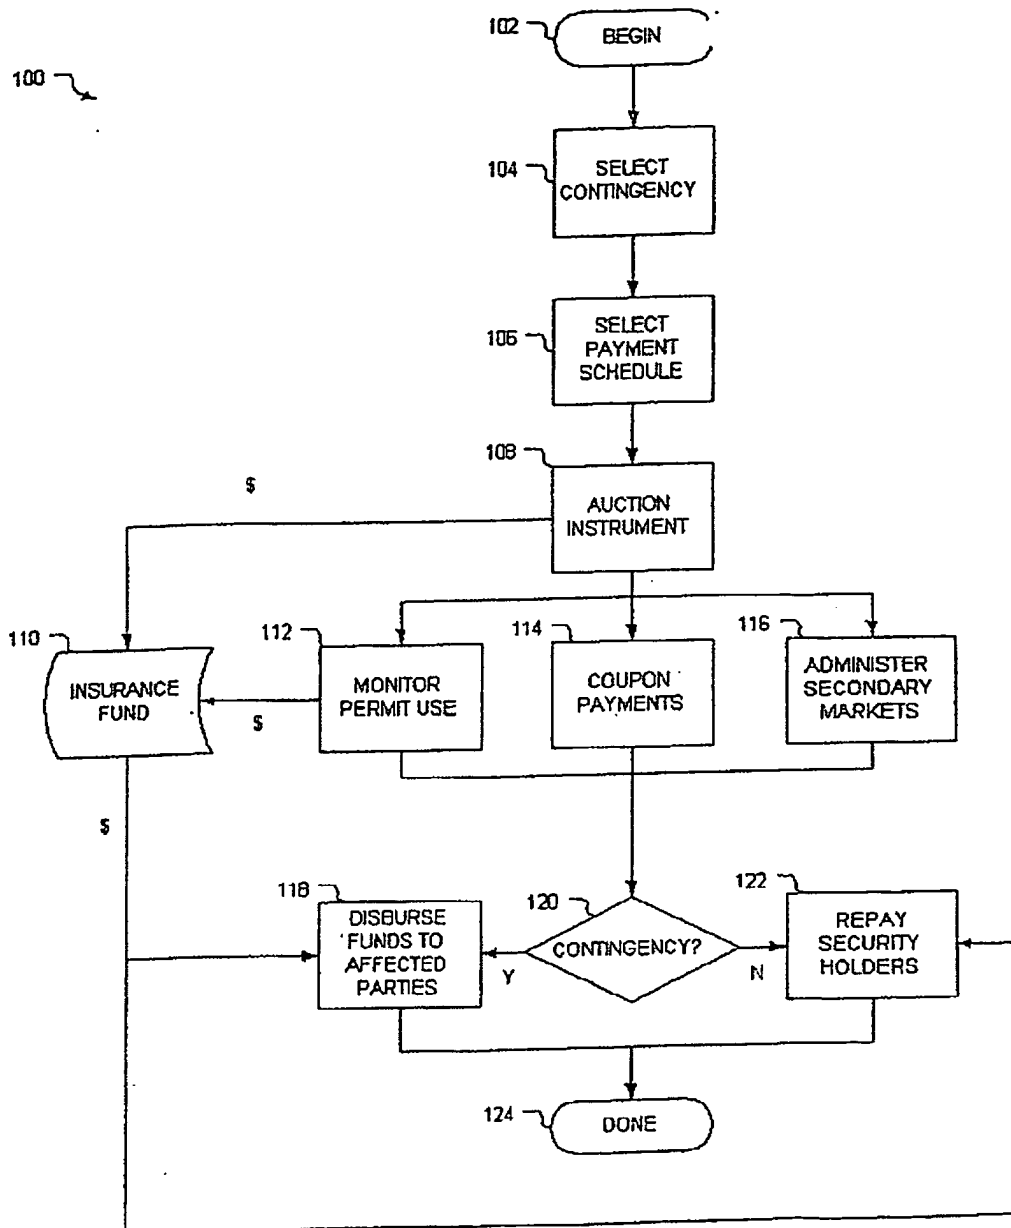 102
BEGIN
100
104
SELECT
CONTINGENCY
106
SELECT
PAYMENT
SCHEDULE
108
$
AUCTION
INSTRUMENT
110
112
114
116
INSURANCE
FUND
MONITOR
PERMIT USE
COUPON
PAYMENTS
ADMINISTER
SECONDARY
MARKETS
$
$
118
120
122
DISBURSE
FUNDS TO
AFFECTED
PARTIES
CONTINGENCY?
REPAY
SECURITY
HOLDERS
Y
N
124
DONE